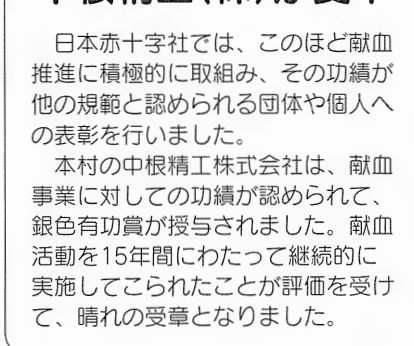 日本赤十字社では、このほど献血
推進に積極的に取組み、その功績が
他の規範と認められる団体や個人へ
の表彰を行いました。
本村の中根精工株式会社は、献血
事業に対しての功績が認められて、
銀色有功賞が授与されました。献血
活動を15年間にわたって継続的に
実施してこられたことが評価を受け
て、晴れの受章となりました。